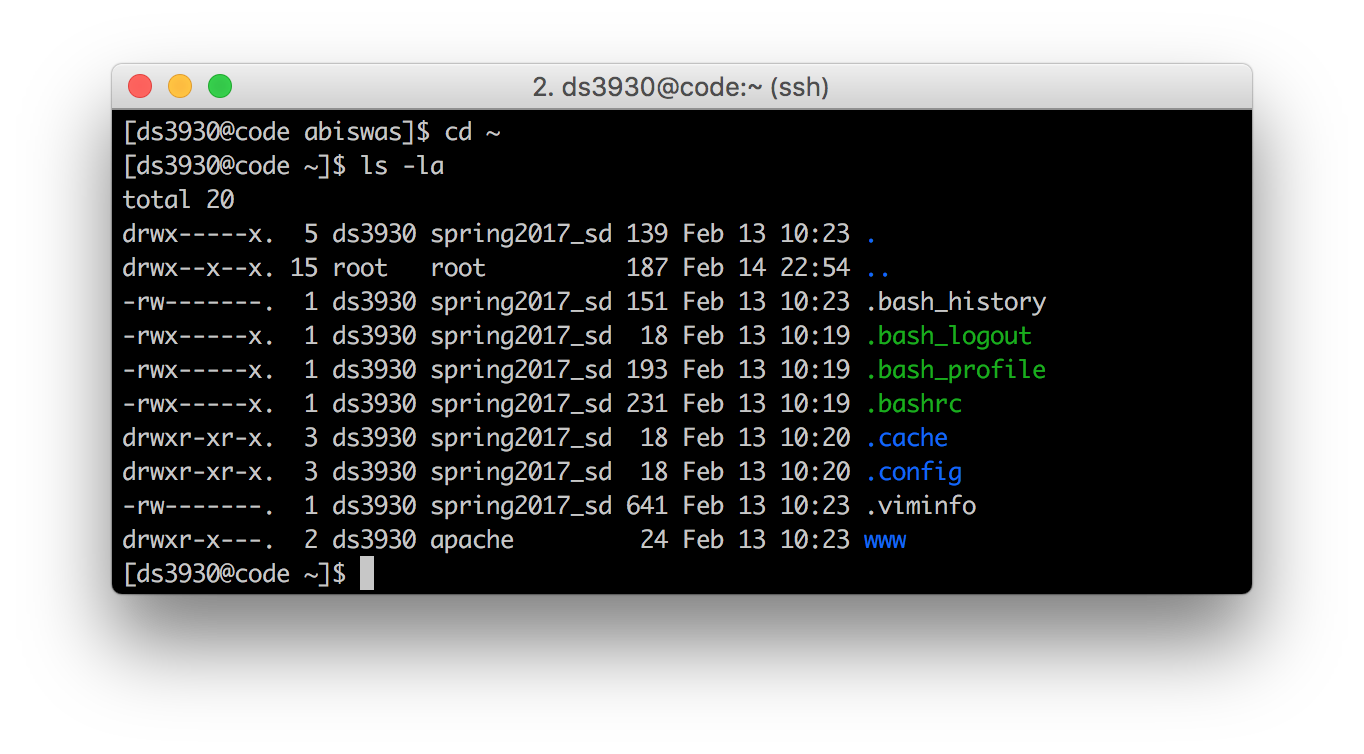 2. ds3930@code:~ (ssh)
[ds3930@code abiswas]$ cd ~
[ds3930@code ~]$ ls -la
total 20
drwx-----x.  5 ds3930 spring2017_sd 139 Feb 13 10:23 .
drwx--x--x. 15 root   root          187 Feb 14 22:54 ..
-rw-------.  1 ds3930 spring2017_sd 151 Feb 13 10:23 .bash_history
-rwx-----x.  1 ds3930 spring2017_sd  18 Feb 13 10:19 .bash_logout
-rwx-----x.  1 ds3930 spring2017_sd 193 Feb 13 10:19 .bash_profile
-rwx-----x.  1 ds3930 spring2017_sd 231 Feb 13 10:19 .bashrc
drwxr-xr-x.  3 ds3930 spring2017_sd  18 Feb 13 10:20 .cache
drwxr-xr-x.  3 ds3930 spring2017_sd  18 Feb 13 10:20 .config
-rw-------.  1 ds3930 spring2017_sd 641 Feb 13 10:23 .viminfo
drwxr-x---.  2 ds3930 apache         24 Feb 13 10:23 www
[ds3930@code ~]$